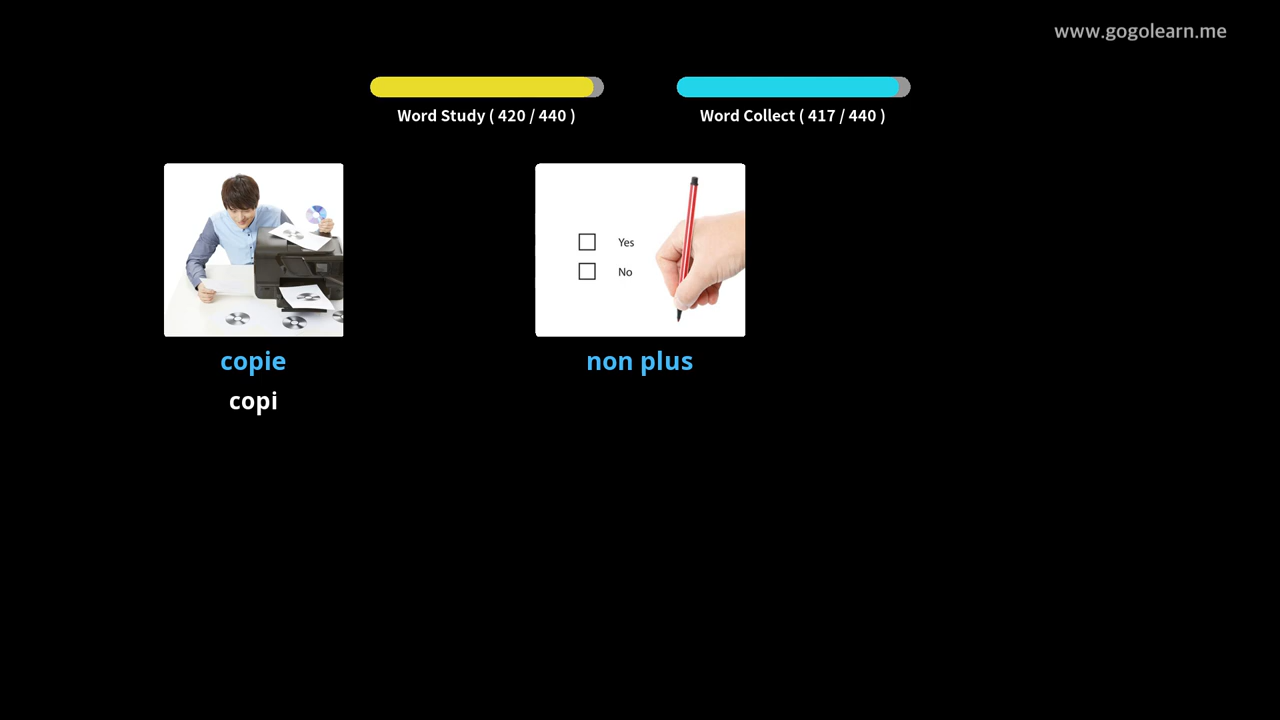 www.gogolearn.me
Word Study ( 420 / 440 )
Word Collect ( 417 / 440 )
Yes
No
copie
non plus
copi